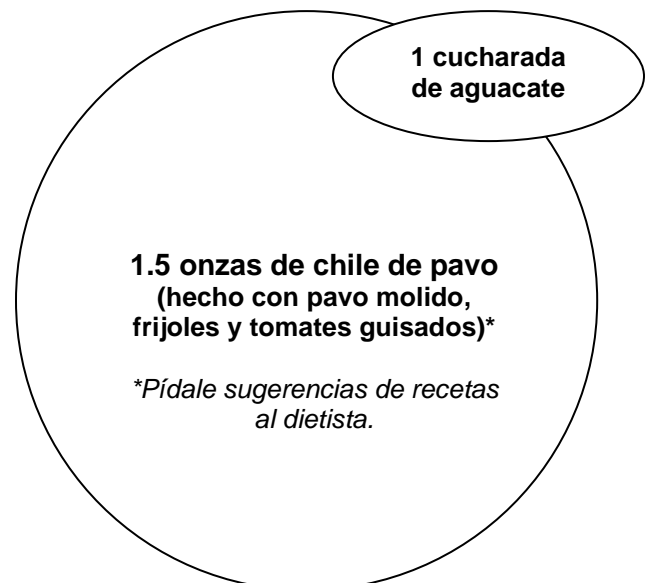 1 cucharada
de aguacate
1.5 onzas de chile de pavo
(hecho con pavo molido,
frijoles y tomates guisados)*
*Pídale sugerencias de recetas
al dietista.